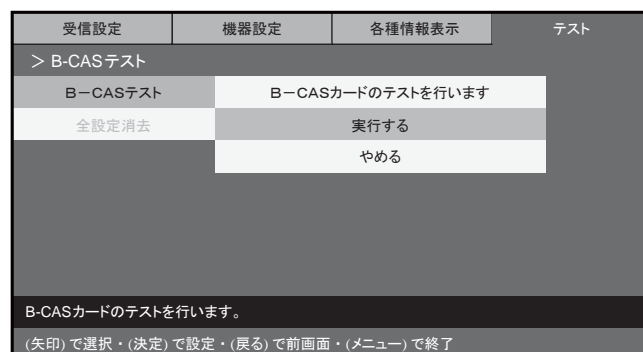 受信設定 機器設定 各種情報表示 テスト
＞ B-CASテスト
B－CASテスト B－CASカードのテストを行います
全設定消去 実行する
やめる
B-CASカードのテストを行います。
(矢印) で選択・(決定) で設定・(戻る) で前画面・(メニュー) で終了